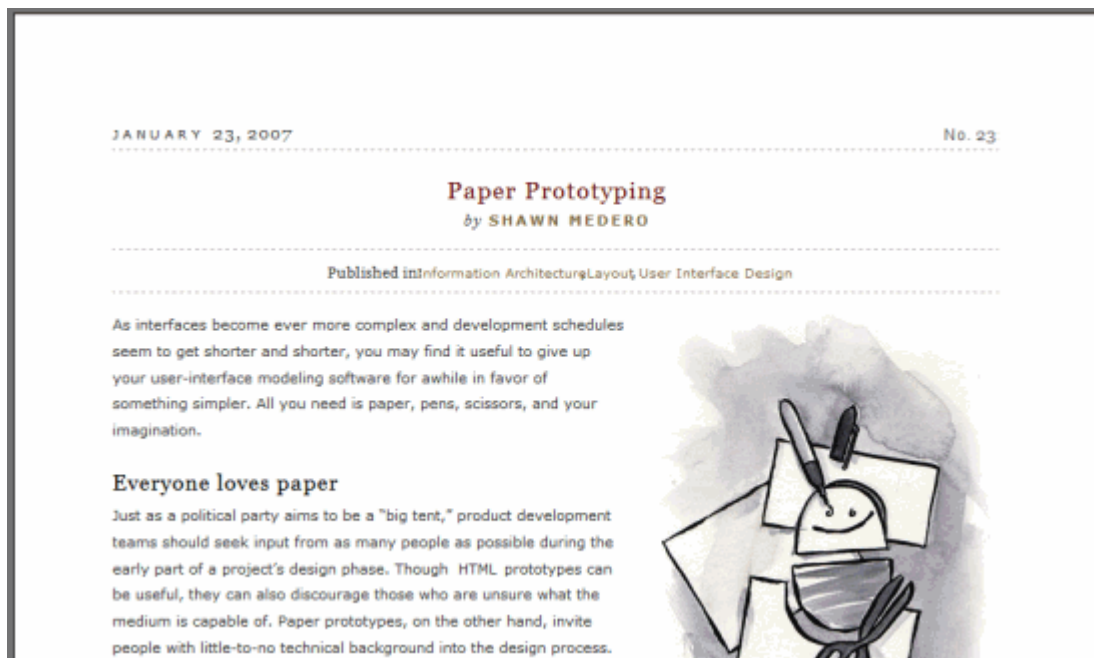 JANUARY 23, 2007
No. 23
Paper Prototyping
by SHAWN MEDERO
Published in: Information Architecture, Layout, User Interface Design
As interfaces become ever more complex and development schedules
seem to get shorter and shorter, you may find it useful to give up
your user-interface modeling software for awhile in favor of
something simpler. All you need is paper, pens, scissors, and your
imagination.
Everyone loves paper
Just as a political party aims to be a “big tent,” product development
teams should seek input from as many people as possible during the
early part of a project’s design phase. Though HTML prototypes can
be useful, they can also discourage those who are unsure what the
medium is capable of. Paper prototypes, on the other hand, invite
people with little-to-no technical background into the design process.